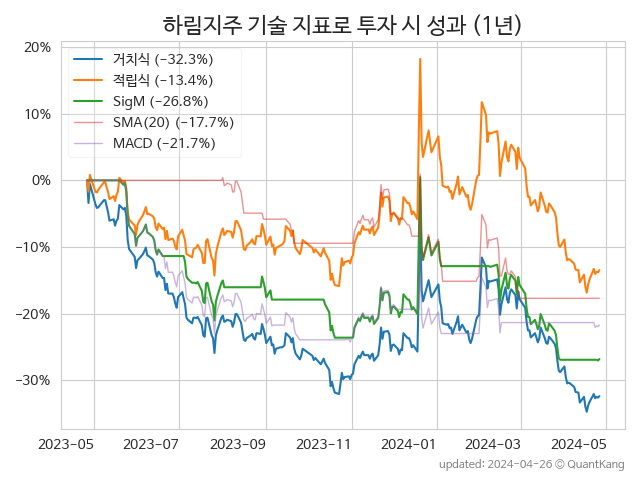 하림지주 기술 지표로 투자 시 성과 (1년)
거치식 (-32.3%)
적립식 (-13.4%)
SigM (-26.8%)
SMA(20) (-17.7%)
MACD (-21.7%)
20%
10%
0%
-10%
-20%
-30%
2023-05 2023-07 2023-09 2023-11 2024-01 2024-03 2024-05
updated: 2024-04-26 © QuantKang